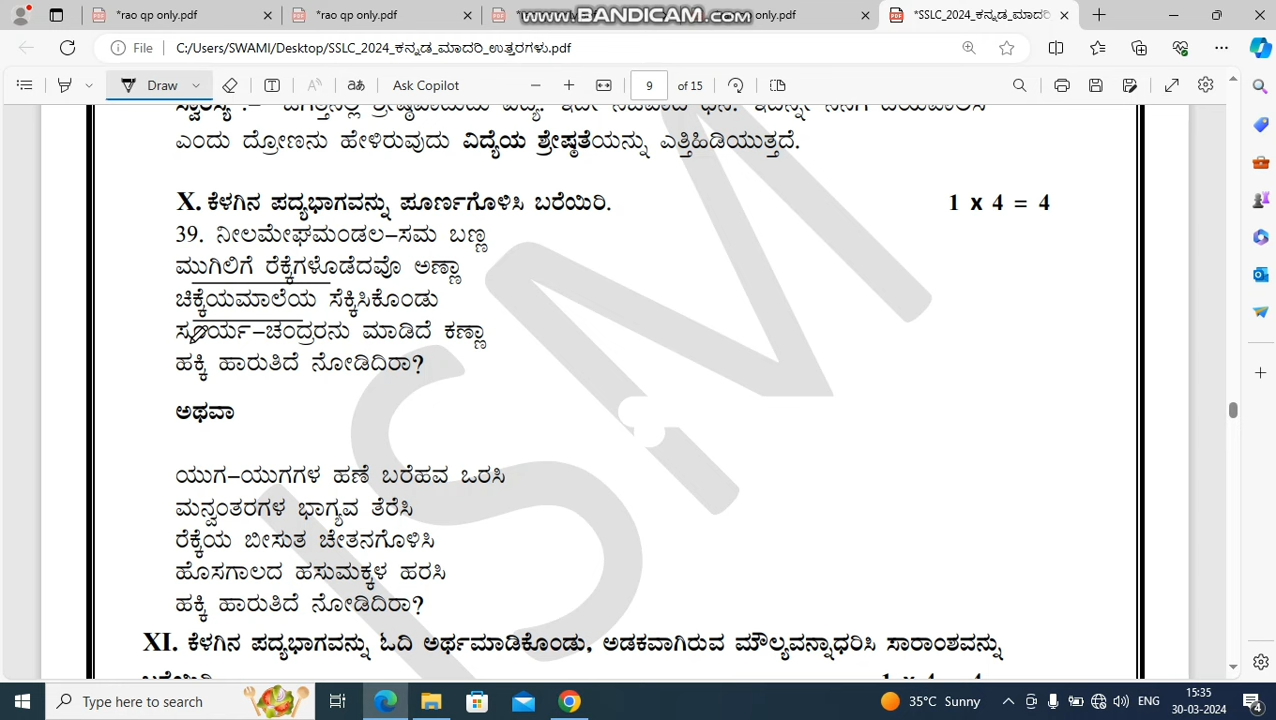 *rao qp only.pdf
*rao qp only.pdf
only.pdf
*SSLC_2024_ಕನ್ನಡ_ಮಾದರಿ
www.BANDICAM.com
File C:/Users/SWAMI/Desktop/SSLC_2024_ಕನ್ನಡ_ಮಾದರಿ_ಉತ್ತರಗಳು.pdf
Draw Ask Copilot 9 of 15
ಎಂದು ದ್ರೋಣನು ಹೇಳಿರುವುದು ವಿದ್ಯೆಯ ಶ್ರೇಷ್ಠತೆಯನ್ನು ಎತ್ತಿಹಿಡಿಯುತ್ತದೆ.
X. ಕೆಳಗಿನ ಪದ್ಯಭಾಗವನ್ನು ಪೂರ್ಣಗೊಳಿಸಿ ಬರೆಯಿರಿ. 1 x 4 = 4
39. ನೀಲಮೇಘಮಂಡಲ-ಸಮ ಬಣ್ಣ
ಮುಗಿಲಿಗೆ ರೆಕ್ಕೆಗಳೊಡೆದವೊ ಅಣ್ಣಾ
ಚಿಕ್ಕೆಯಮಾಲೆಯ ಸೆಕ್ಕಿಸಿಕೊಂಡು
ಸೂರ್ಯ-ಚಂದ್ರರನು ಮಾಡಿದೆ ಕಣ್ಣಾ
ಹಕ್ಕಿ ಹಾರುತಿದೆ ನೋಡಿದಿರಾ?
ಅಥವಾ
ಯುಗ-ಯುಗಗಳ ಹಣೆ ಬರೆಹವ ಒರಸಿ
ಮನ್ವಂತರಗಳ ಭಾಗ್ಯವ ತೆರೆಸಿ
ರೆಕ್ಕೆಯ ಬೀಸುತ ಚೇತನಗೊಳಿಸಿ
ಹೊಸಗಾಲದ ಹಸುಮಕ್ಕಳ ಹರಸಿ
ಹಕ್ಕಿ ಹಾರುತಿದೆ ನೋಡಿದಿರಾ?
XI. ಕೆಳಗಿನ ಪದ್ಯಭಾಗವನ್ನು ಓದಿ ಅರ್ಥಮಾಡಿಕೊಂಡು, ಅಡಕವಾಗಿರುವ ಮೌಲ್ಯವನ್ನಾಧರಿಸಿ ಸಾರಾಂಶವನ್ನು
ISM
Type here to search
35°C Sunny
ENG
15:35
30-03-2024
4